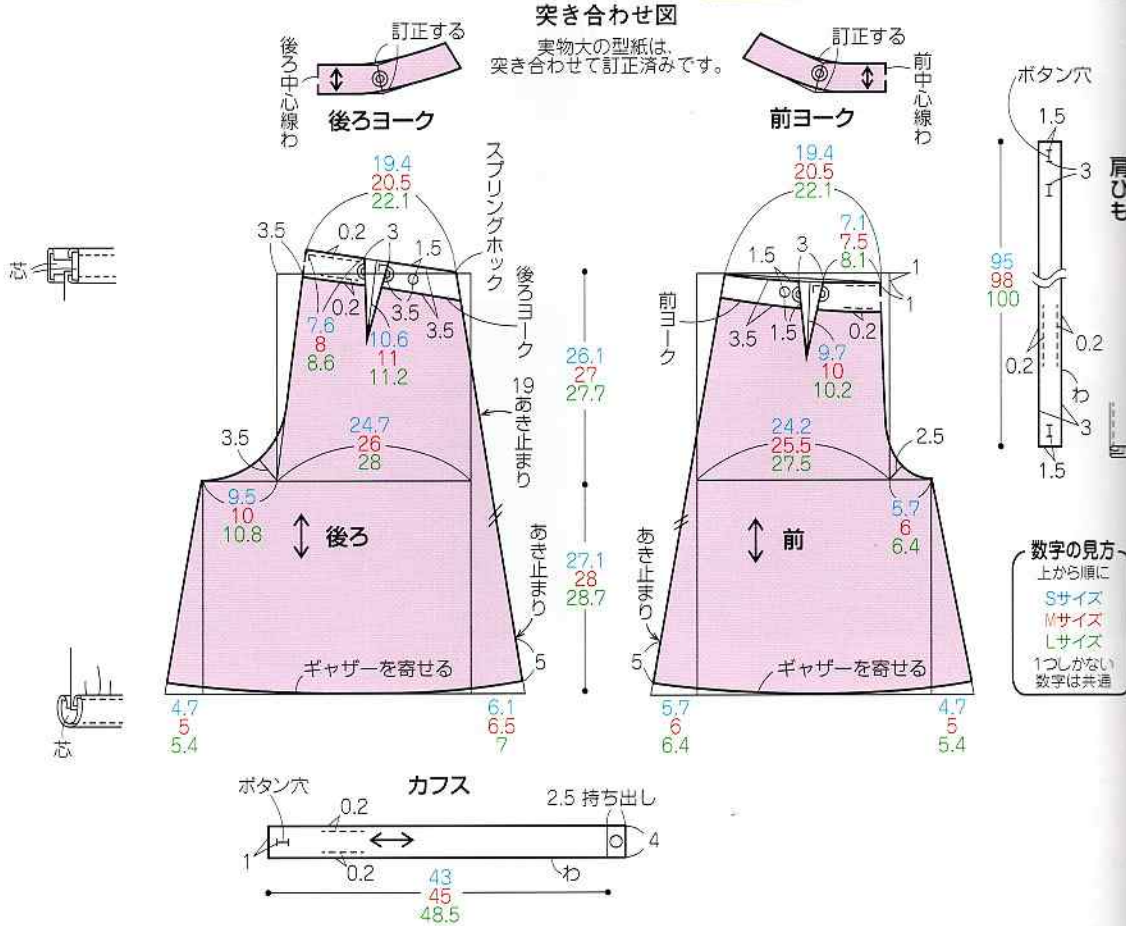 突き合わせ図
実物大の型紙は、
突き合わせて訂正済みです。
訂正する
後ろ中心線わ
後ろヨーク
訂正する
前中心線わ
前ヨーク
芯
19.4
20.5
22.1
スプリングホック
3.5
0.2
3
1.5
0.2
3.5
3.5
後ろヨーク
7.6
8
8.6
10.6
11
11.2
19あき止まり
24.7
26
28
3.5
9.5
10
10.8
後ろ
あき止まり
5
ギャザーを寄せる
4.7
5
5.4
6.1
6.5
7
芯
26.1
27
27.7
27.1
28
28.7
19.4
20.5
22.1
7.1
7.5
8.1
1.5
3
1
1
前ヨーク
3.5
1.5
0.2
9.7
10
10.2
24.2
25.5
27.5
2.5
5.7
6
6.4
前
あき止まり
5
ギャザーを寄せる
5.7
6
6.4
4.7
5
5.4
ボタン穴
1.5
3
肩ひも
95
98
100
0.2
0.2
わ
3
1.5
数字の見方
上から順に
Sサイズ
Mサイズ
Lサイズ
1つしかない
数字は共通
カフス
ボタン穴
0.2
2.5 持ち出し
1
4
0.2
わ
43
45
48.5